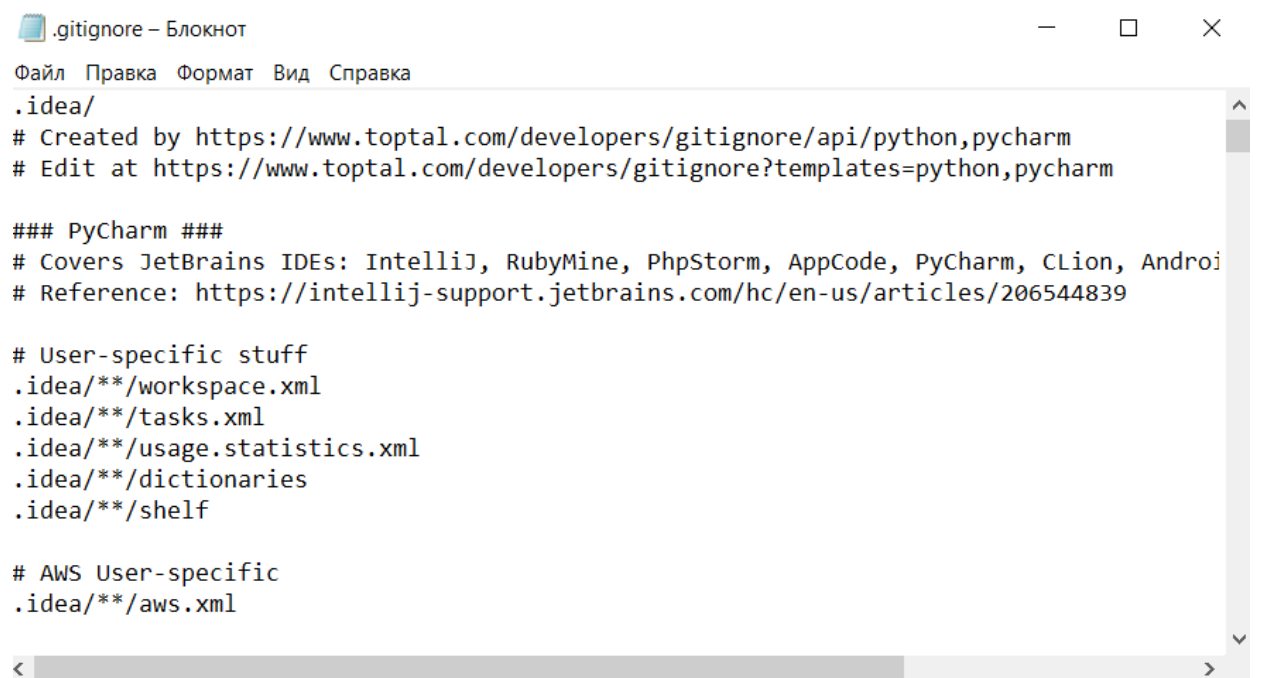 .gitignore – Блокнот
Файл Правка Формат Вид Справка
.idea/
# Created by https://www.toptal.com/developers/gitignore/api/python,pycharm
# Edit at https://www.toptal.com/developers/gitignore?templates=python,pycharm
### PyCharm ###
# Covers JetBrains IDEs: IntelliJ, RubyMine, PhpStorm, AppCode, PyCharm, CLion, Androi
# Reference: https://intellij-support.jetbrains.com/hc/en-us/articles/206544839
# User-specific stuff
.idea/**/workspace.xml
.idea/**/tasks.xml
.idea/**/usage.statistics.xml
.idea/**/dictionaries
.idea/**/shelf
# AWS User-specific
.idea/**/aws.xml